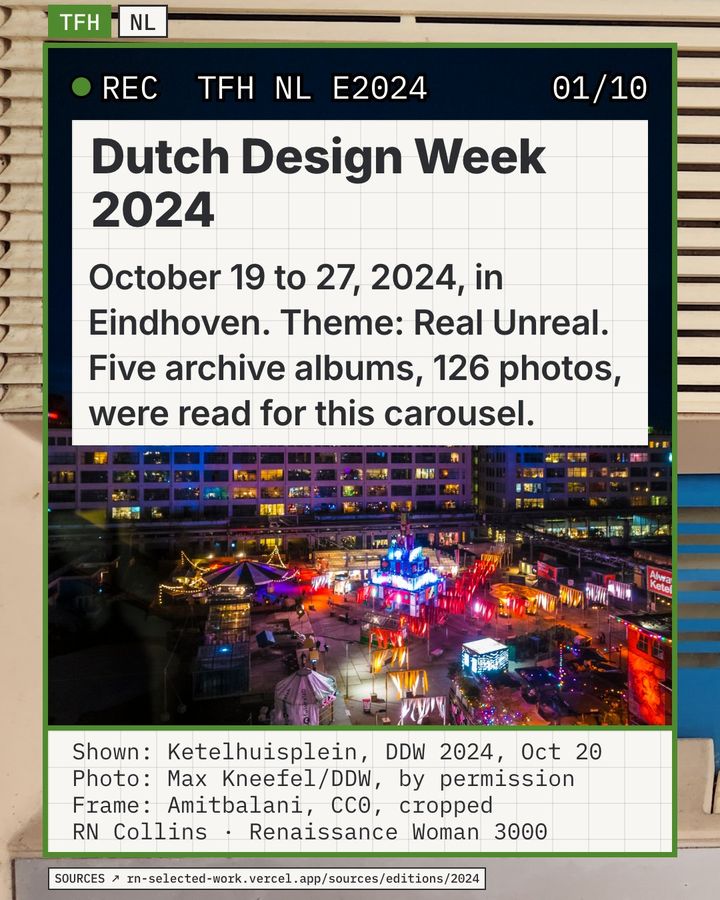 TFH NL
REC TFH NL E2024 01/10
Dutch Design Week
2024
October 19 to 27, 2024, in
Eindhoven. Theme: Real Unreal.
Five archive albums, 126 photos,
were read for this carousel.
Always
Ketel
Shown: Ketelhuisplein, DDW 2024, Oct 20
Photo: Max Kneefel/DDW, by permission
Frame: Amitbalani, CC0, cropped
RN Collins · Renaissance Woman 3000
SOURCES ↗ rn-selected-work.vercel.app/sources/editions/2024